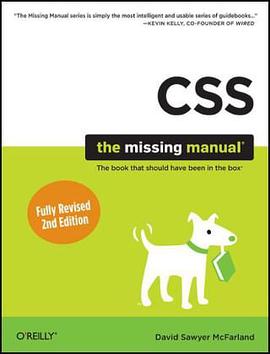 "The Missing Manual series is simply the most intelligent and usable series of guidebooks..."
—KEVIN KELLY, CO-FOUNDER OF WIRED
CSS
the missing manual®
The book that should have been in the box®
Fully Revised
2nd Edition
O'REILLY®
David Sawyer McFarland